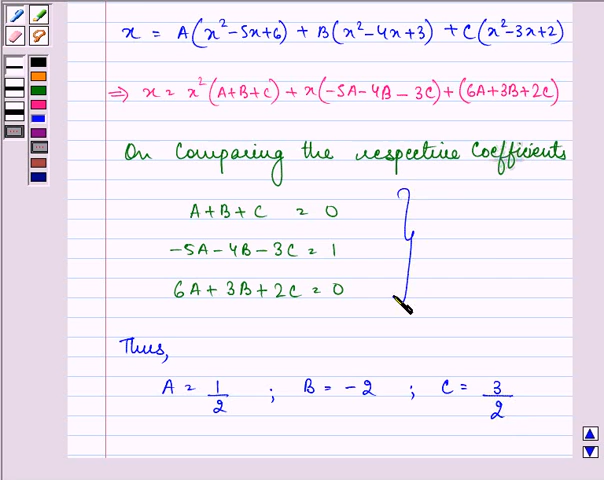 x = A(x²-5x+6) + B(x²-4x+3) + C(x²-3x+2)
⇒ x = x²(A+B+C) + x(-5A-4B-3C) + (6A+3B+2C)
On comparing the respective coefficients
A+B+C = 0
-5A-4B-3C = 1
6A+3B+2C = 0
Thus,
A = 1/2 ; B = -2 ; C = 3/2